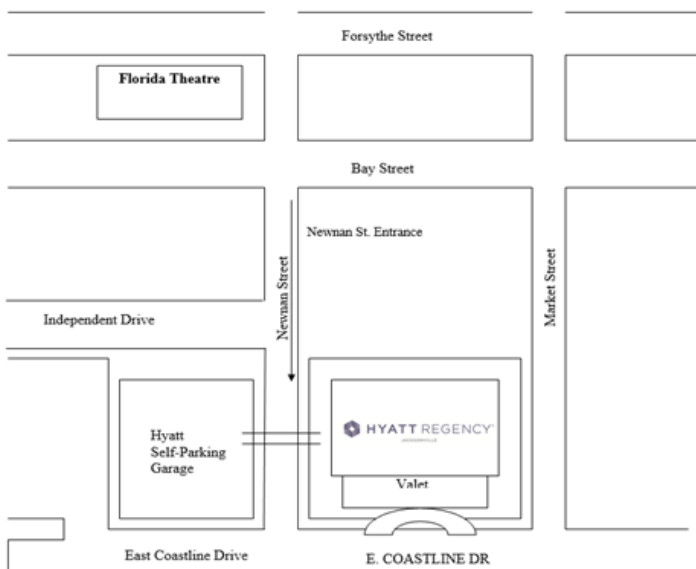 Forsythe Street
Florida Theatre
Bay Street
Newnan St. Entrance
Newnan Street
Market Street
Independent Drive
HYATT REGENCY
JACKSONVILLE
Hyatt
Self-Parking
Garage
Valet
East Coastline Drive
E. COASTLINE DR